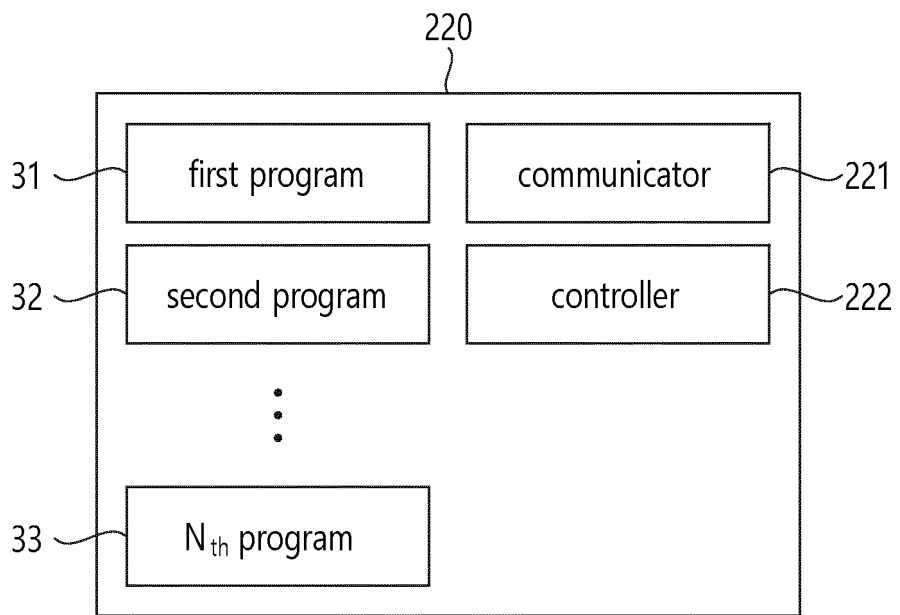 220
31 first program communicator 221
32 second program controller 222
33 Nth program